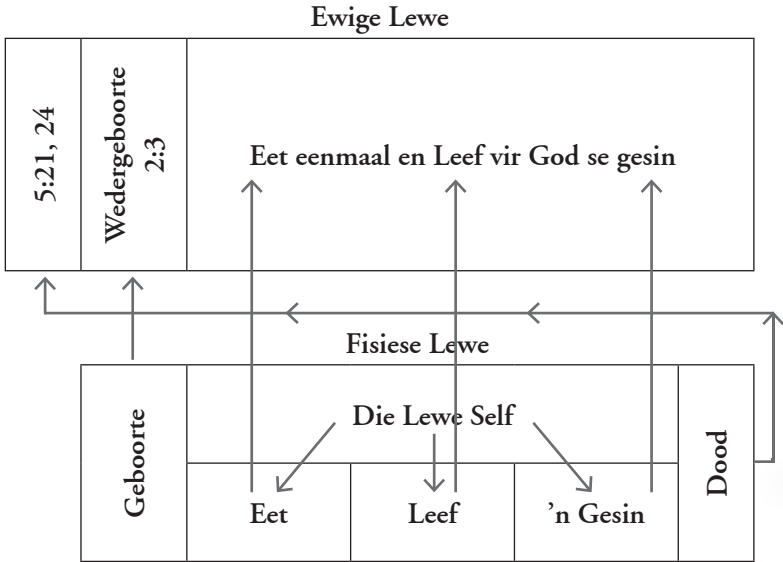 Ewige Lewe
5:21, 24
Wedergeboorte
2:3
Eet eenmaal en Leef vir God se gesin
Fisiese Lewe
Geboorte
Die Lewe Self
Eet
Leef
’n Gesin
Dood